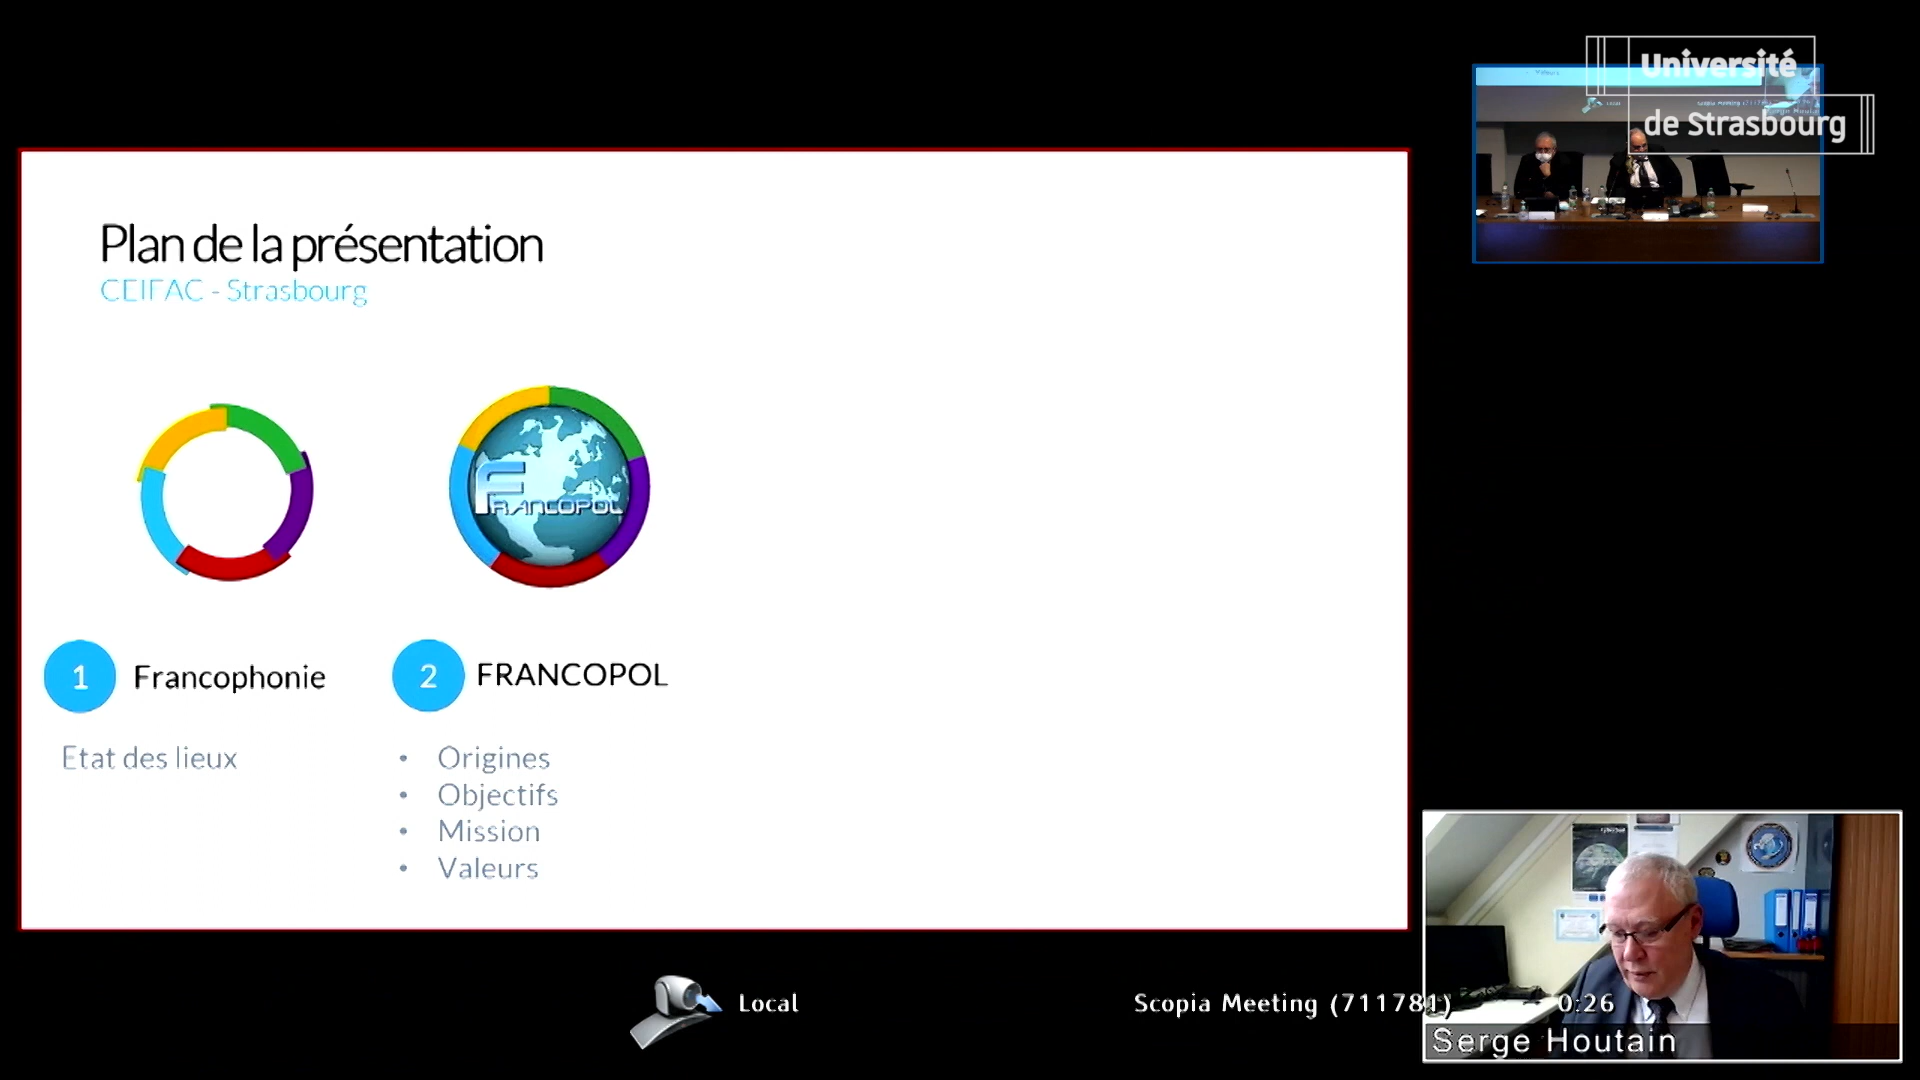 Université
de Strasbourg
Plan de la présentation
CEIFAC - Strasbourg
FRANCOPOL
1 Francophonie
Etat des lieux
2 FRANCOPOL
• Origines
• Objectifs
• Mission
• Valeurs
Local
Scopia Meeting (711781) 0:26
Serge Houtain